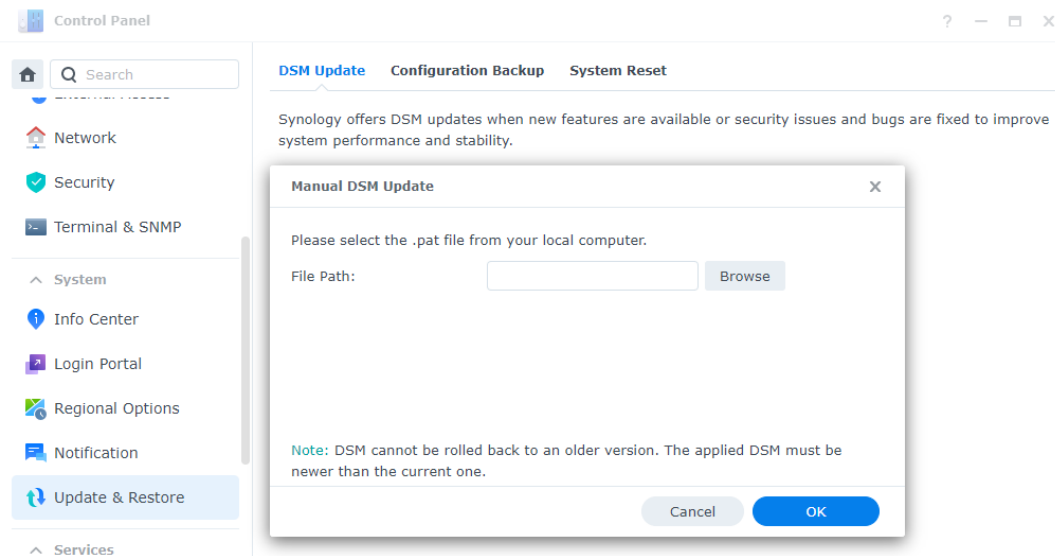 Control Panel
Search
DSM Update Configuration Backup System Reset
Network
Security
Terminal & SNMP
System
Info Center
Login Portal
Regional Options
Notification
Update & Restore
Services
Synology offers DSM updates when new features are available or security issues and bugs are fixed to improve
system performance and stability.
Manual DSM Update
Please select the .pat file from your local computer.
File Path:
Browse
Note: DSM cannot be rolled back to an older version. The applied DSM must be
newer than the current one.
Cancel
OK